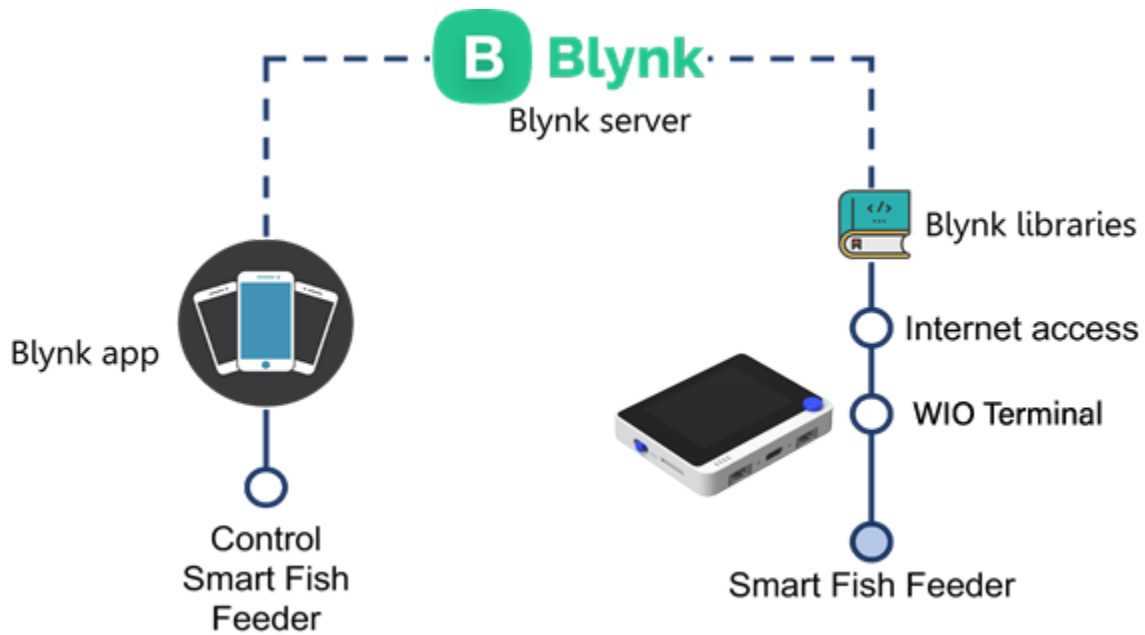 B Blynk
Blynk server
Blynk libraries
Internet access
WIO Terminal
Smart Fish Feeder
Blynk app
Control
Smart Fish
Feeder